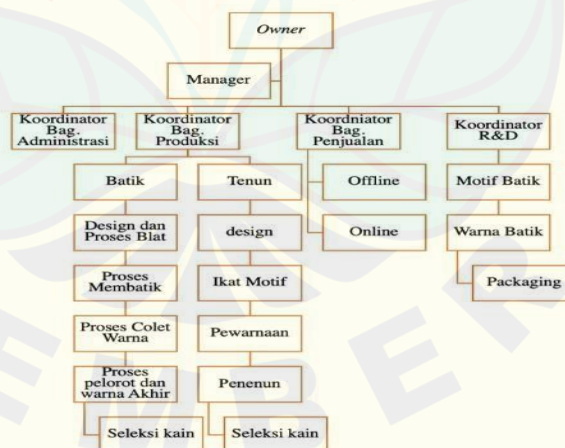 Owner
Manager
Koordinator
Bag.
Administrasi
Koordinator
Bag.
Produksi
Koordniator
Bag.
Penjualan
Koordinator
R&D
Batik
Tenun
Offline
Motif Batik
Design dan
Proses Blat
design
Online
Warna Batik
Proses
Membatik
Ikat Motif
Packaging
Proses Colet
Warna
Pewarnaan
Proses
pelorot dan
warna Akhir
Penenun
Seleksi kain
Seleksi kain
EMBER